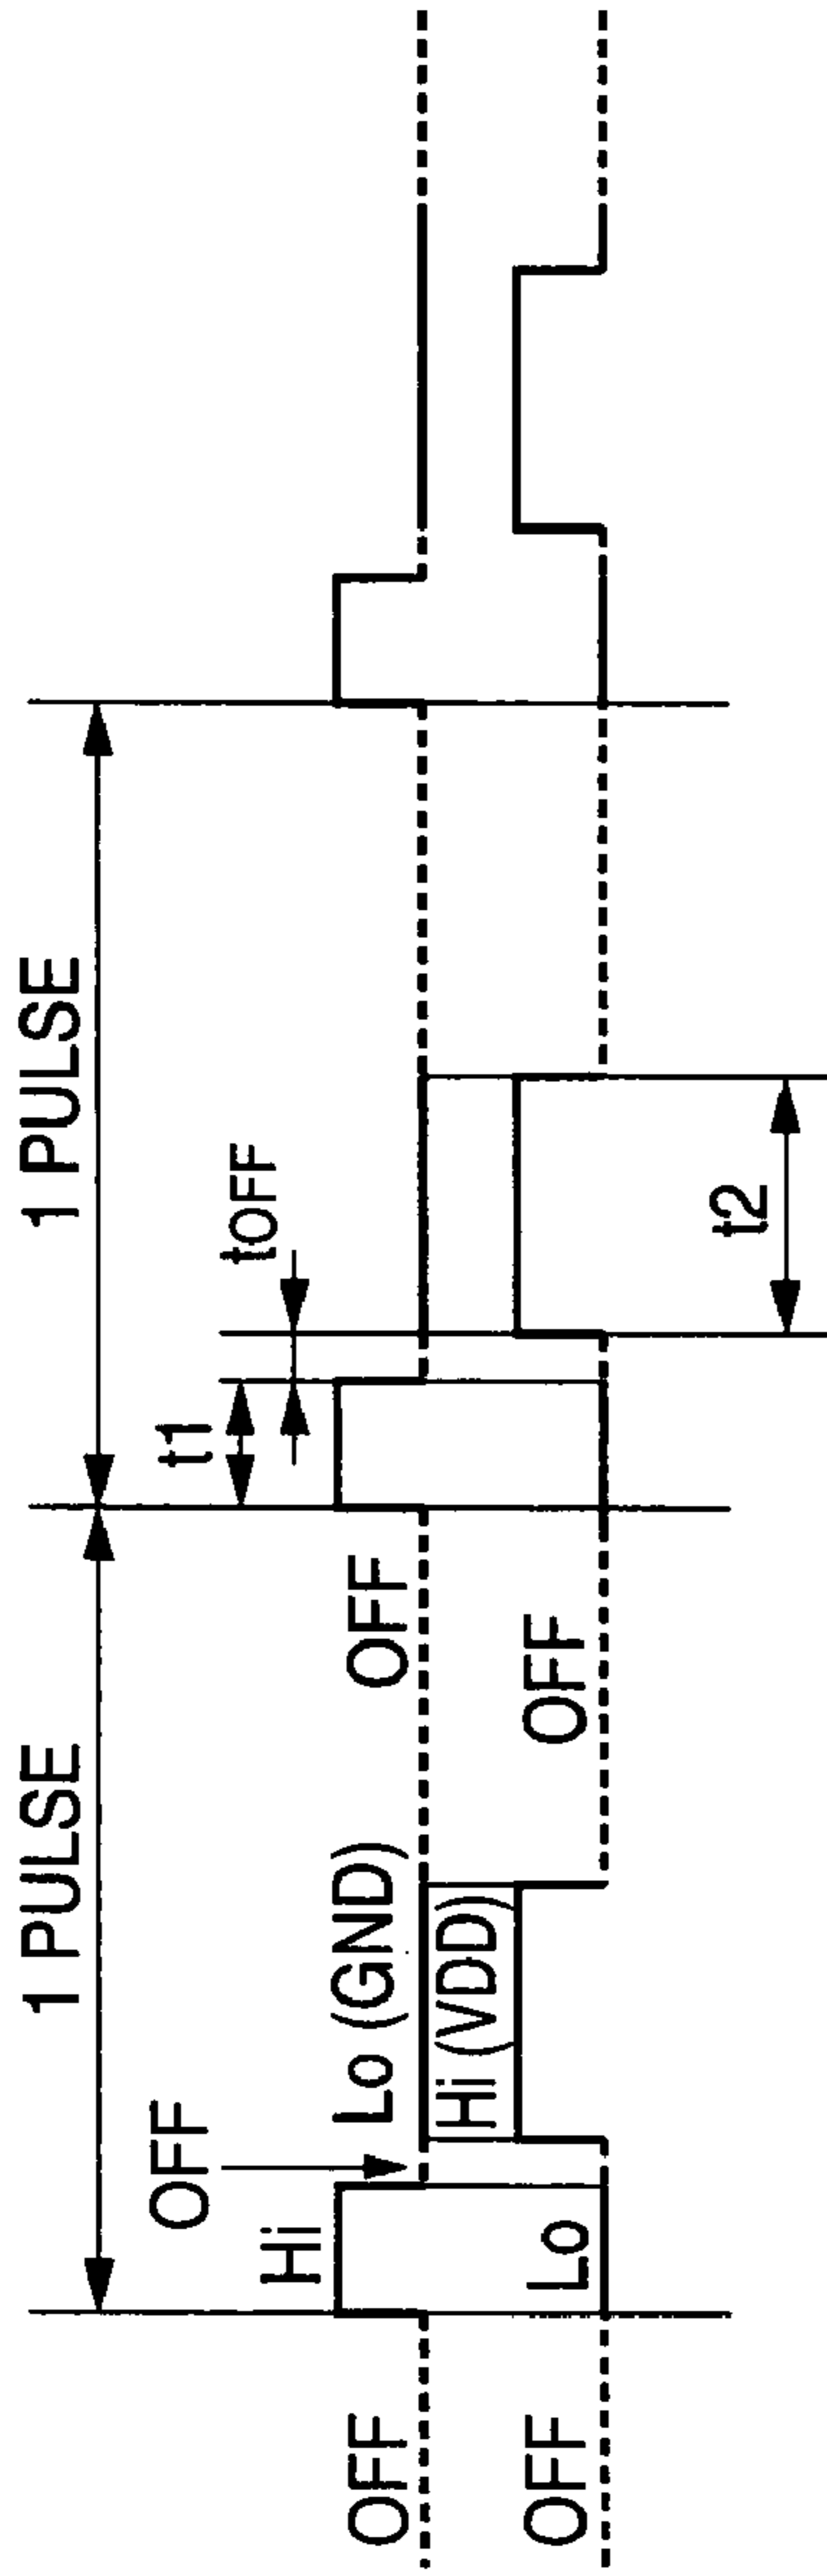 1 PULSE
1 PULSE
OFF
t1
tOFF
Hi
OFF
Lo (GND)
OFF
Hi (VDD)
OFF
Lo
OFF
t2